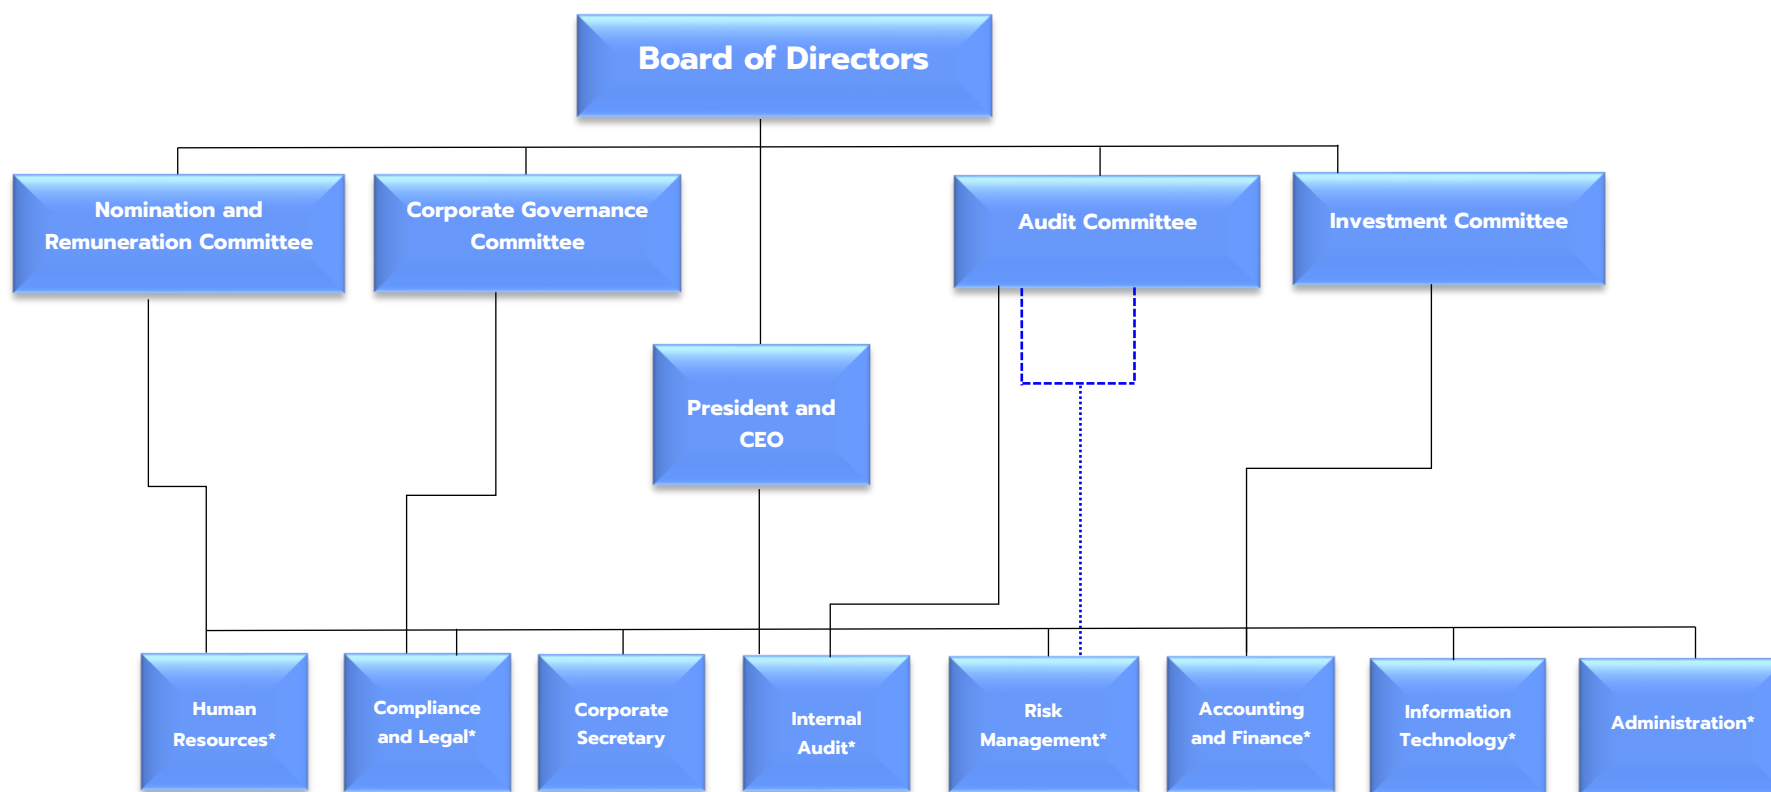 Board of Directors
Nomination and
Remuneration Committee
Corporate Governance
Committee
Audit Committee
Investment Committee
President and
CEO
Human
Resources*
Compliance
and Legal*
Corporate
Secretary
Internal
Audit*
Risk
Management*
Accounting
and Finance*
Information
Technology*
Administration*